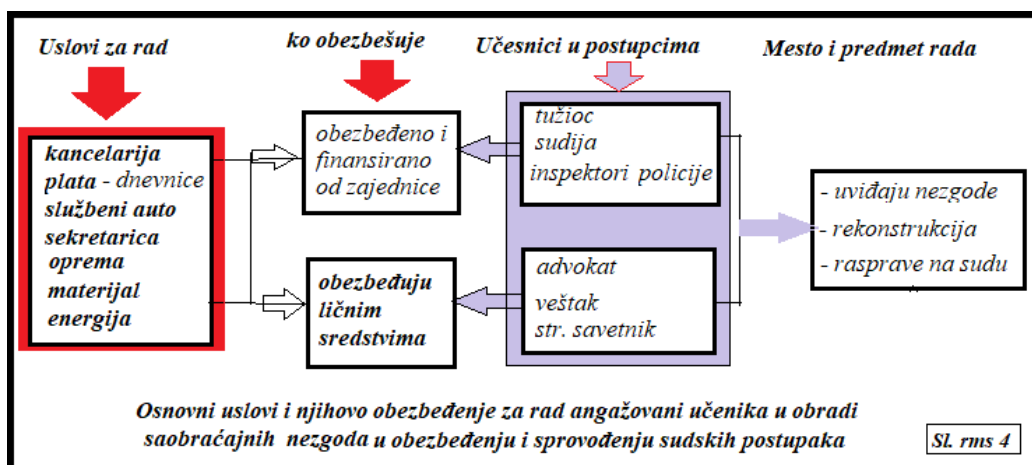 Uslovi za rad
ko obezbešuje
Učesnici u postupcima
Mesto i predmet rada
kancelarija
plata - dnevnice
službeni auto
sekretarica
oprema
materijal
energija
obezbeđeno i
finansirano
od zajednice
obezbeđuju
ličnim
sredstvima
tužioc
sudija
inspektori policije
advokat
veštak
str. savetnik
- uviđaju nezgode
- rekonstrukcija
- rasprave na sudu
Osnovni uslovi i njihovo obezbeđenje za rad angažovani učenika u obradi
saobraćajnih nezgoda u obezbeđenju i sprovođenju sudskih postupaka
Sl. rms 4